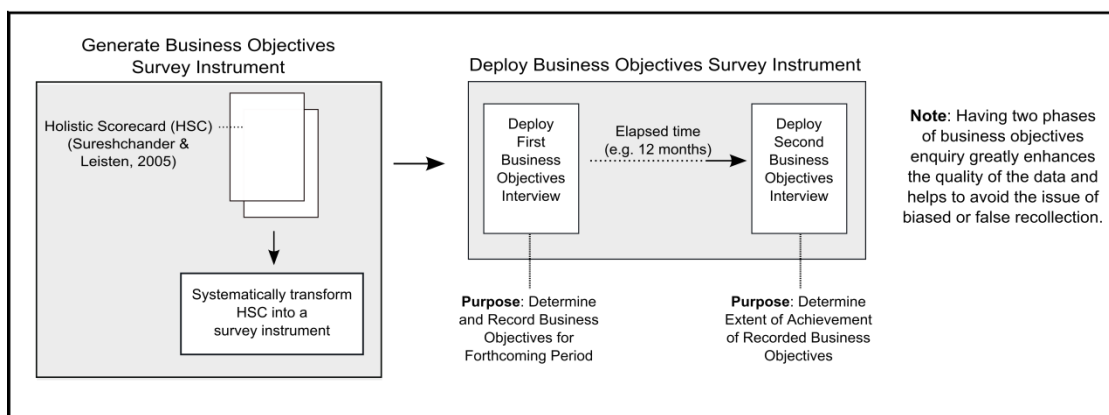 Generate Business Objectives
Survey Instrument
Holistic Scorecard (HSC)
(Sureshchander &
Leisten, 2005)
Systematically transform
HSC into a
survey instrument
Deploy Business Objectives Survey Instrument
Deploy
First
Business
Objectives
Interview
Elapsed time
(e.g. 12 months)
Deploy
Second
Business
Objectives
Interview
Purpose: Determine
and Record Business
Objectives for
Forthcoming Period
Purpose: Determine
Extent of Achievement
of Recorded Business
Objectives
Note: Having two phases
of business objectives
enquiry greatly enhances
the quality of the data and
helps to avoid the issue of
biased or false recollection.